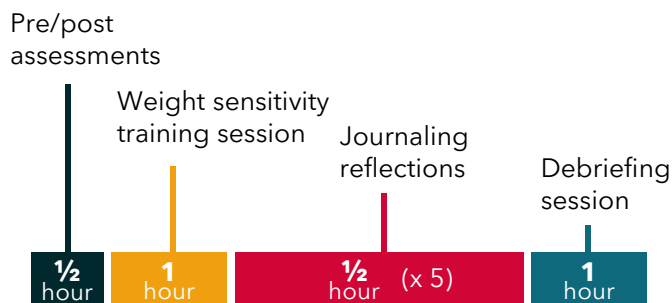 Pre/post
assessments
Weight sensitivity
training session
Journaling
reflections
Debriefing
session
½
hour
1
hour
½ (x 5)
hour
1
hour